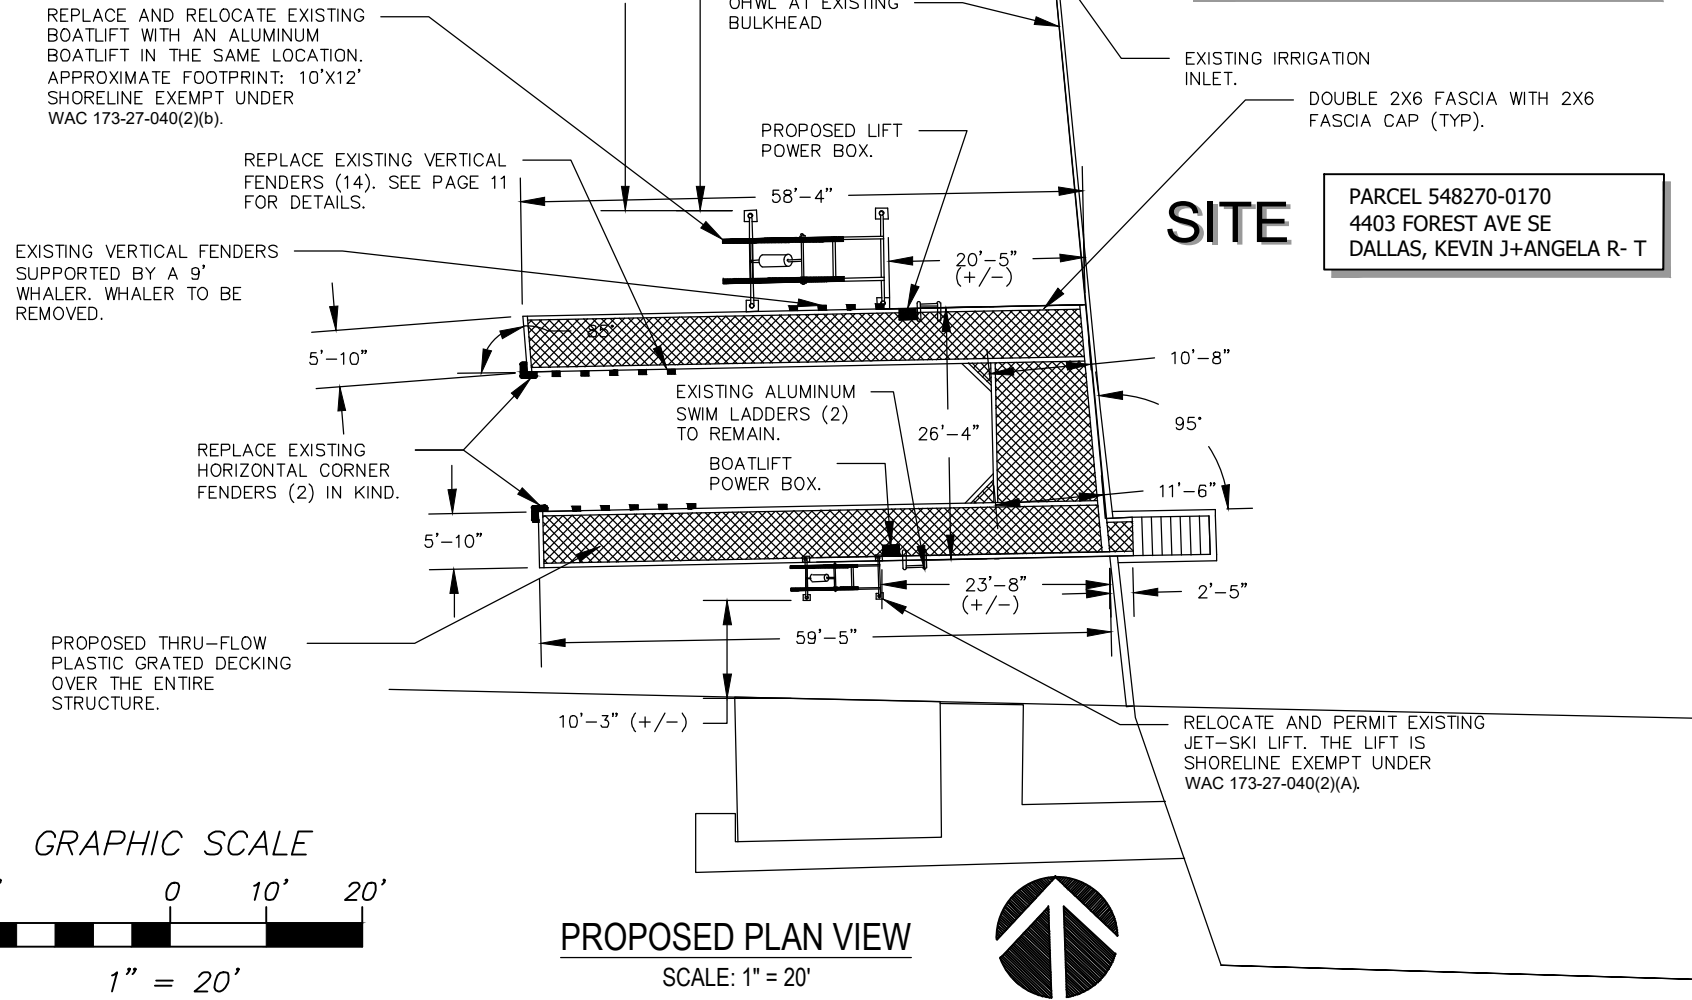 REPLACE AND RELOCATE EXISTING
BOATLIFT WITH AN ALUMINUM
BOATLIFT IN THE SAME LOCATION.
APPROXIMATE FOOTPRINT: 10'X12'
SHORELINE EXEMPT UNDER
WAC 173-27-040(2)(b).
OHWL AT EXISTING
BULKHEAD
EXISTING IRRIGATION
INLET.
DOUBLE 2X6 FASCIA WITH 2X6
FASCIA CAP (TYP).
PROPOSED LIFT
POWER BOX.
REPLACE EXISTING VERTICAL
FENDERS (14). SEE PAGE 11
FOR DETAILS.
58'-4"
SITE
PARCEL 548270-0170
4403 FOREST AVE SE
DALLAS, KEVIN J+ANGELA R- T
EXISTING VERTICAL FENDERS
SUPPORTED BY A 9'
WHALER. WHALER TO BE
REMOVED.
20'-5"
(+/-)
85°
5'-10"
10'-8"
EXISTING ALUMINUM
SWIM LADDERS (2)
TO REMAIN.
26'-4"
95°
REPLACE EXISTING
HORIZONTAL CORNER
FENDERS (2) IN KIND.
BOATLIFT
POWER BOX.
11'-6"
5'-10"
23'-8"
(+/-)
2'-5"
59'-5"
PROPOSED THRU-FLOW
PLASTIC GRATED DECKING
OVER THE ENTIRE
STRUCTURE.
10'-3" (+/-)
RELOCATE AND PERMIT EXISTING
JET-SKI LIFT. THE LIFT IS
SHORELINE EXEMPT UNDER
WAC 173-27-040(2)(A).
GRAPHIC SCALE
0 10' 20'
1" = 20'
PROPOSED PLAN VIEW
SCALE: 1" = 20'